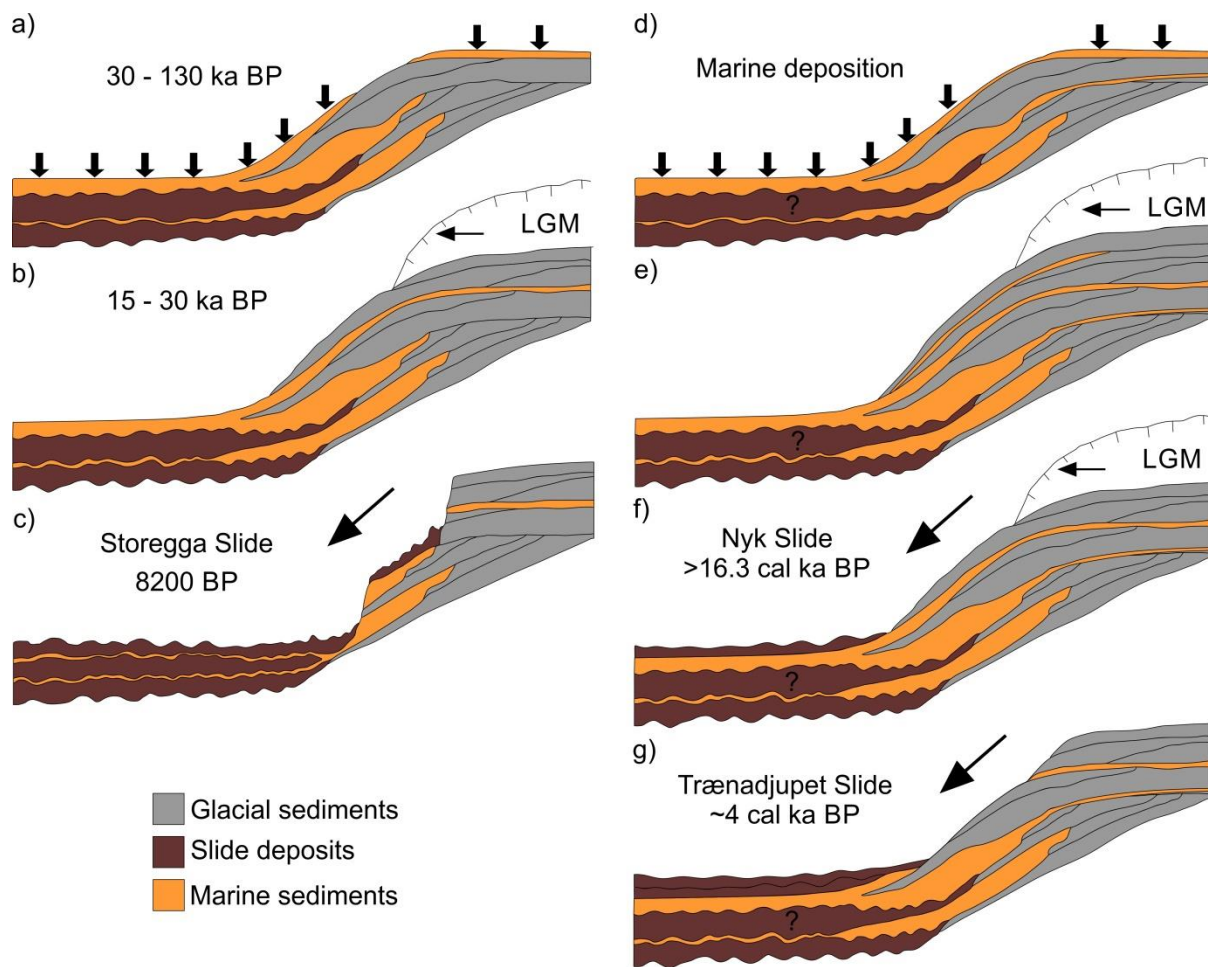 a)
30 - 130 ka BP
b)
15 - 30 ka BP
LGM
c)
Storegga Slide
8200 BP
Glacial sediments
Slide deposits
Marine sediments
d)
Marine deposition
?
LGM
e)
?
f)
LGM
Nyk Slide
>16.3 cal ka BP
?
g)
Trænadjupet Slide
~4 cal ka BP
?